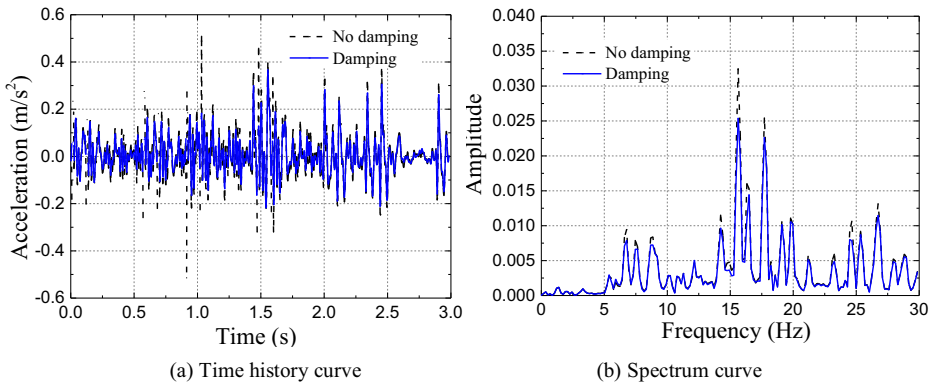 No damping
Damping
Acceleration (m/s²)
0.6
0.4
0.2
0.0
-0.2
-0.4
-0.6
0.0 0.5 1.0 1.5 2.0 2.5 3.0
Time (s)
(a) Time history curve
No damping
Damping
Amplitude
0.040
0.035
0.030
0.025
0.020
0.015
0.010
0.005
0.000
0 5 10 15 20 25 30
Frequency (Hz)
(b) Spectrum curve